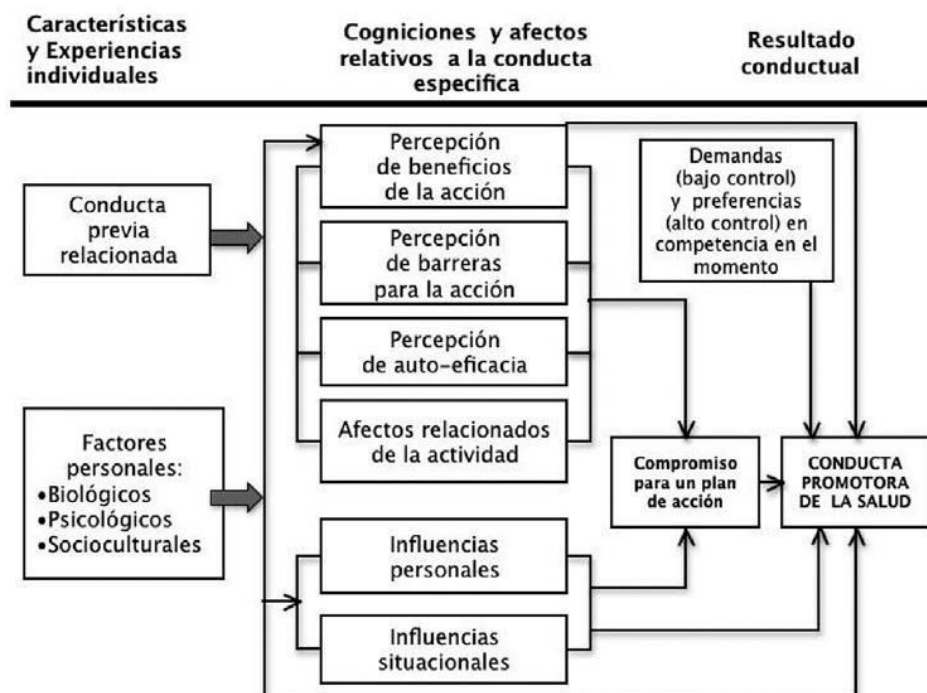 Características
y Experiencias
individuales
Cogniciones y afectos
relativos a la conducta
especifica
Resultado
conductual
Conducta
previa
relacionada
Factores
personales:
•Biológicos
•Psicológicos
•Socioculturales
Percepción
de beneficios
de la acción
Percepción
de barreras
para la acción
Percepción
de auto-eficacia
Afectos relacionados
de la actividad
Influencias
personales
Influencias
situacionales
Demandas
(bajo control)
y preferencias
(alto control) en
competencia en el
momento
Compromiso
para un plan
de acción
CONDUCTA
PROMOTORA
DE LA SALUD